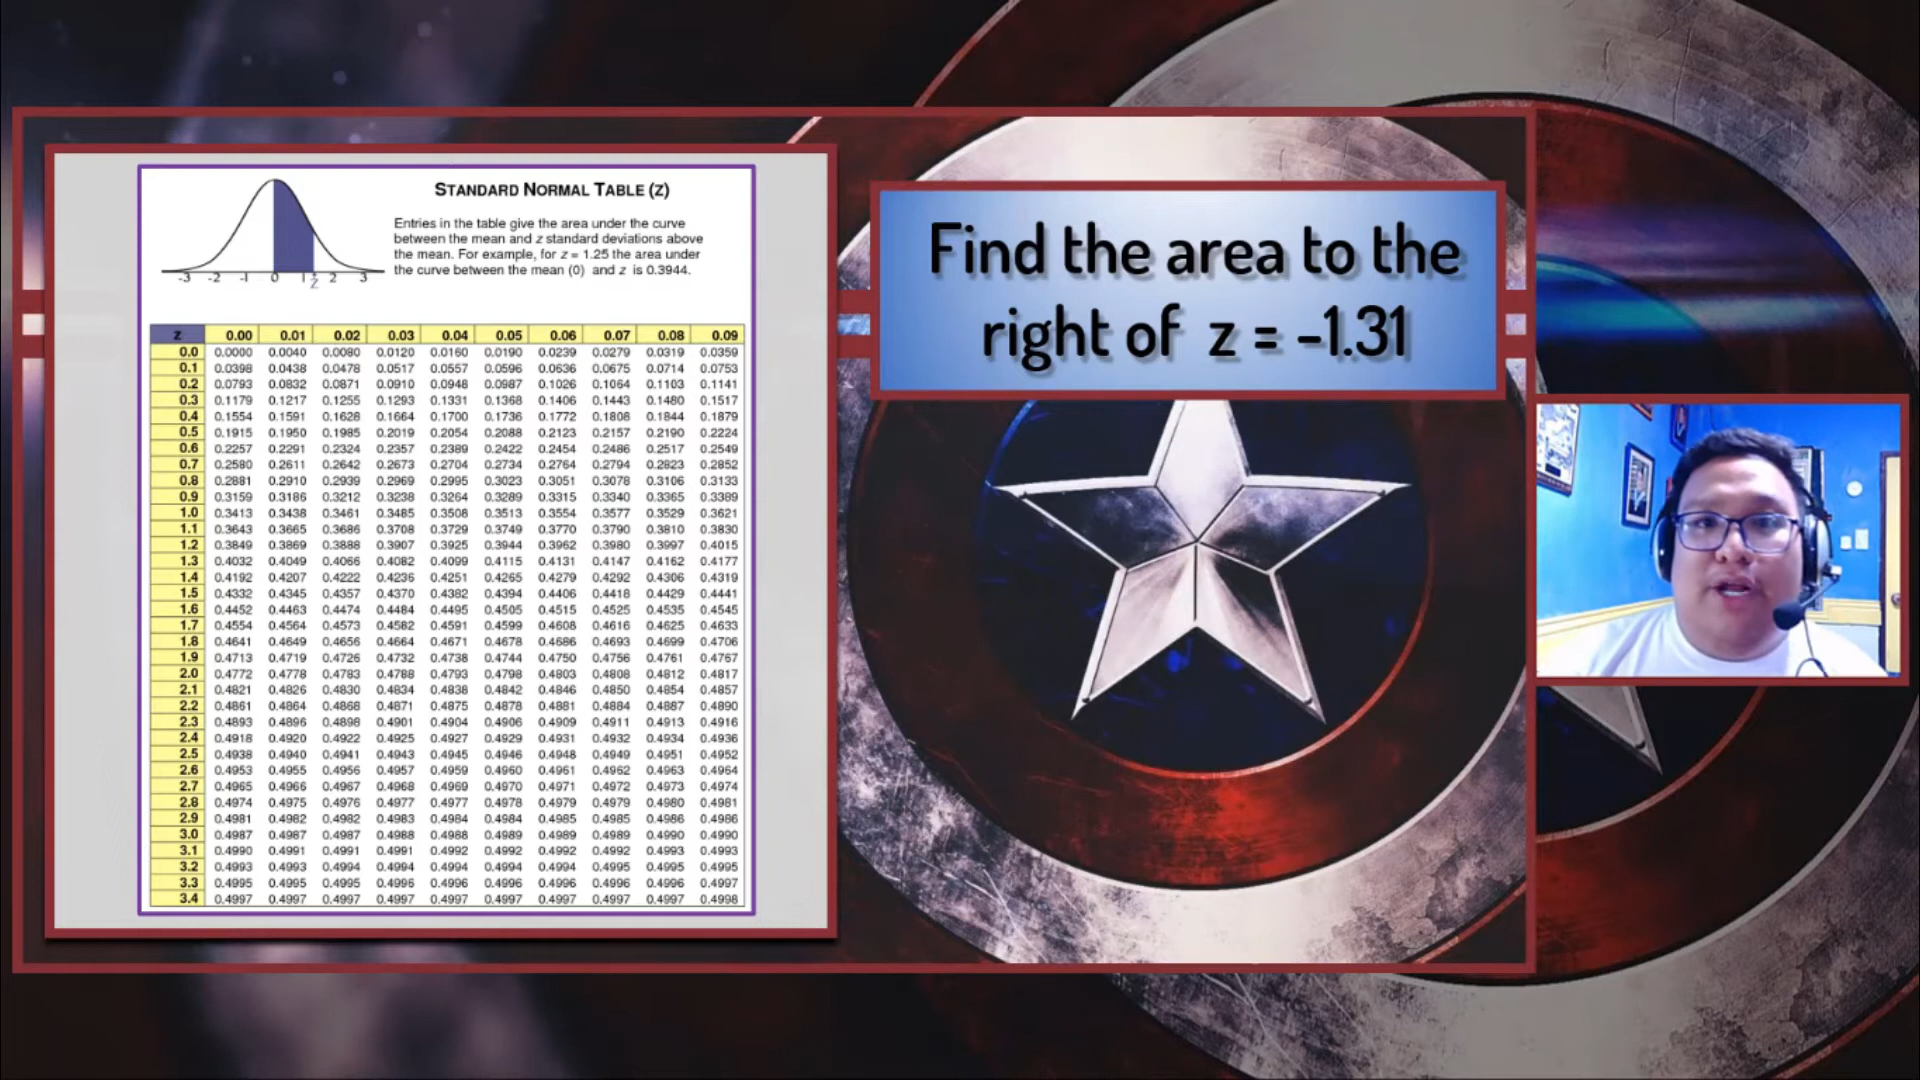 STANDARD NORMAL TABLE (Z)
Entries in the table give the area under the curve
between the mean and z standard deviations above
the mean. For example, for z = 1.25 the area under
the curve between the mean (0) and z is 0.3944.
-3 -2 -1 0 1 z 2 3
z 0.00 0.01 0.02 0.03 0.04 0.05 0.06 0.07 0.08 0.09
0.0 0.0000 0.0040 0.0080 0.0120 0.0160 0.0190 0.0239 0.0279 0.0319 0.0359
0.1 0.0398 0.0438 0.0478 0.0517 0.0557 0.0596 0.0636 0.0675 0.0714 0.0753
0.2 0.0793 0.0832 0.0871 0.0910 0.0948 0.0987 0.1026 0.1064 0.1103 0.1141
0.3 0.1179 0.1217 0.1255 0.1293 0.1331 0.1368 0.1406 0.1443 0.1480 0.1517
0.4 0.1554 0.1591 0.1628 0.1664 0.1700 0.1736 0.1772 0.1808 0.1844 0.1879
0.5 0.1915 0.1950 0.1985 0.2019 0.2054 0.2088 0.2123 0.2157 0.2190 0.2224
0.6 0.2257 0.2291 0.2324 0.2357 0.2389 0.2422 0.2454 0.2486 0.2517 0.2549
0.7 0.2580 0.2611 0.2642 0.2673 0.2704 0.2734 0.2764 0.2794 0.2823 0.2852
0.8 0.2881 0.2910 0.2939 0.2969 0.2995 0.3023 0.3051 0.3078 0.3106 0.3133
0.9 0.3159 0.3186 0.3212 0.3238 0.3264 0.3289 0.3315 0.3340 0.3365 0.3389
1.0 0.3413 0.3438 0.3461 0.3485 0.3508 0.3513 0.3554 0.3577 0.3529 0.3621
1.1 0.3643 0.3665 0.3686 0.3708 0.3729 0.3749 0.3770 0.3790 0.3810 0.3830
1.2 0.3849 0.3869 0.3888 0.3907 0.3925 0.3944 0.3962 0.3980 0.3997 0.4015
1.3 0.4032 0.4049 0.4066 0.4082 0.4099 0.4115 0.4131 0.4147 0.4162 0.4177
1.4 0.4192 0.4207 0.4222 0.4236 0.4251 0.4265 0.4279 0.4292 0.4306 0.4319
1.5 0.4332 0.4345 0.4357 0.4370 0.4382 0.4394 0.4406 0.4418 0.4429 0.4441
1.6 0.4452 0.4463 0.4474 0.4484 0.4495 0.4505 0.4515 0.4525 0.4535 0.4545
1.7 0.4554 0.4564 0.4573 0.4582 0.4591 0.4599 0.4608 0.4616 0.4625 0.4633
1.8 0.4641 0.4649 0.4656 0.4664 0.4671 0.4678 0.4686 0.4693 0.4699 0.4706
1.9 0.4713 0.4719 0.4726 0.4732 0.4738 0.4744 0.4750 0.4756 0.4761 0.4767
2.0 0.4772 0.4778 0.4783 0.4788 0.4793 0.4798 0.4803 0.4808 0.4812 0.4817
2.1 0.4821 0.4826 0.4830 0.4834 0.4838 0.4842 0.4846 0.4850 0.4854 0.4857
2.2 0.4861 0.4864 0.4868 0.4871 0.4875 0.4878 0.4881 0.4884 0.4887 0.4890
2.3 0.4893 0.4896 0.4898 0.4901 0.4904 0.4906 0.4909 0.4911 0.4913 0.4916
2.4 0.4918 0.4920 0.4922 0.4925 0.4927 0.4929 0.4931 0.4932 0.4934 0.4936
2.5 0.4938 0.4940 0.4941 0.4943 0.4945 0.4946 0.4948 0.4949 0.4951 0.4952
2.6 0.4953 0.4955 0.4956 0.4957 0.4959 0.4960 0.4961 0.4962 0.4963 0.4964
2.7 0.4965 0.4966 0.4967 0.4968 0.4969 0.4970 0.4971 0.4972 0.4973 0.4974
2.8 0.4974 0.4975 0.4976 0.4977 0.4977 0.4978 0.4979 0.4979 0.4980 0.4981
2.9 0.4981 0.4982 0.4982 0.4983 0.4984 0.4984 0.4985 0.4985 0.4986 0.4986
3.0 0.4987 0.4987 0.4987 0.4988 0.4988 0.4989 0.4989 0.4989 0.4990 0.4990
3.1 0.4990 0.4991 0.4991 0.4991 0.4992 0.4992 0.4992 0.4992 0.4993 0.4993
3.2 0.4993 0.4993 0.4994 0.4994 0.4994 0.4994 0.4994 0.4995 0.4995 0.4995
3.3 0.4995 0.4995 0.4995 0.4996 0.4996 0.4996 0.4996 0.4996 0.4996 0.4997
3.4 0.4997 0.4997 0.4997 0.4997 0.4997 0.4997 0.4997 0.4997 0.4997 0.4998
Find the area to the
right of z = -1.31